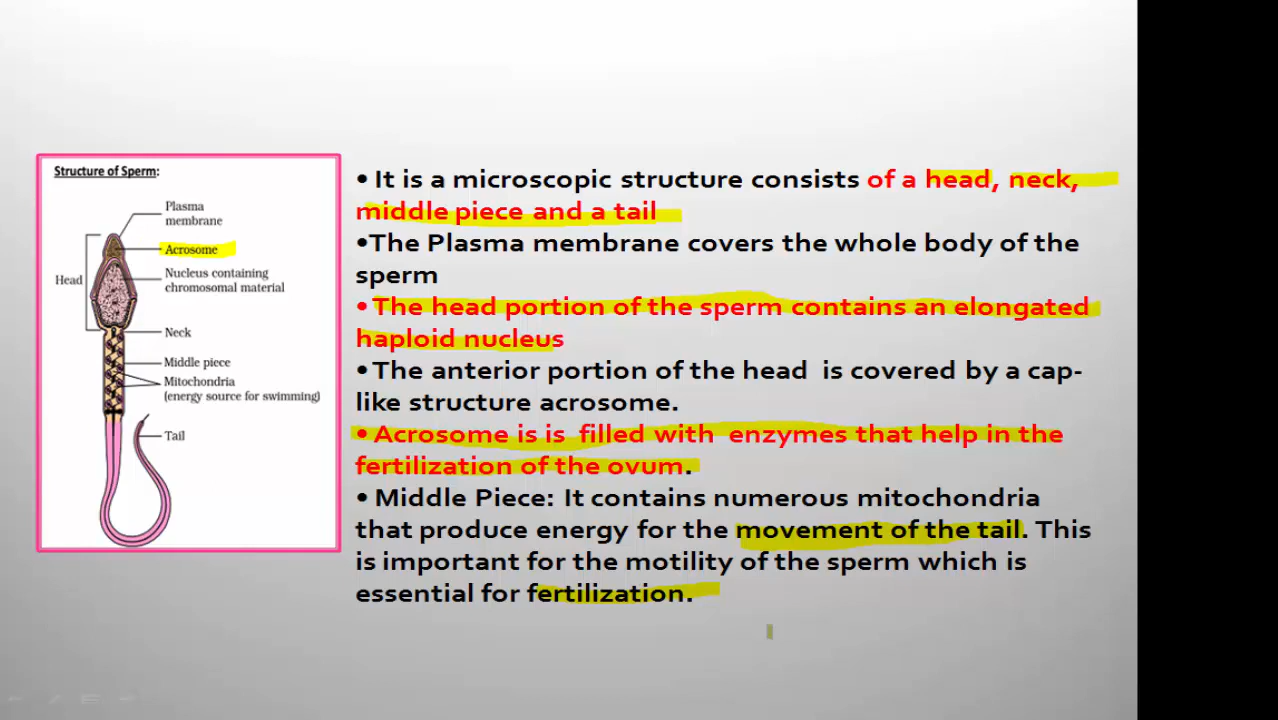 Structure of Sperm:
Plasma
membrane
Acrosome
Head
Nucleus containing
chromosomal material
Neck
Middle piece
Mitochondria
(energy source for swimming)
Tail
• It is a microscopic structure consists of a head, neck,
middle piece and a tail
•The Plasma membrane covers the whole body of the
sperm
• The head portion of the sperm contains an elongated
haploid nucleus
• The anterior portion of the head is covered by a cap-
like structure acrosome.
• Acrosome is is filled with enzymes that help in the
fertilization of the ovum.
• Middle Piece: It contains numerous mitochondria
that produce energy for the movement of the tail. This
is important for the motility of the sperm which is
essential for fertilization.